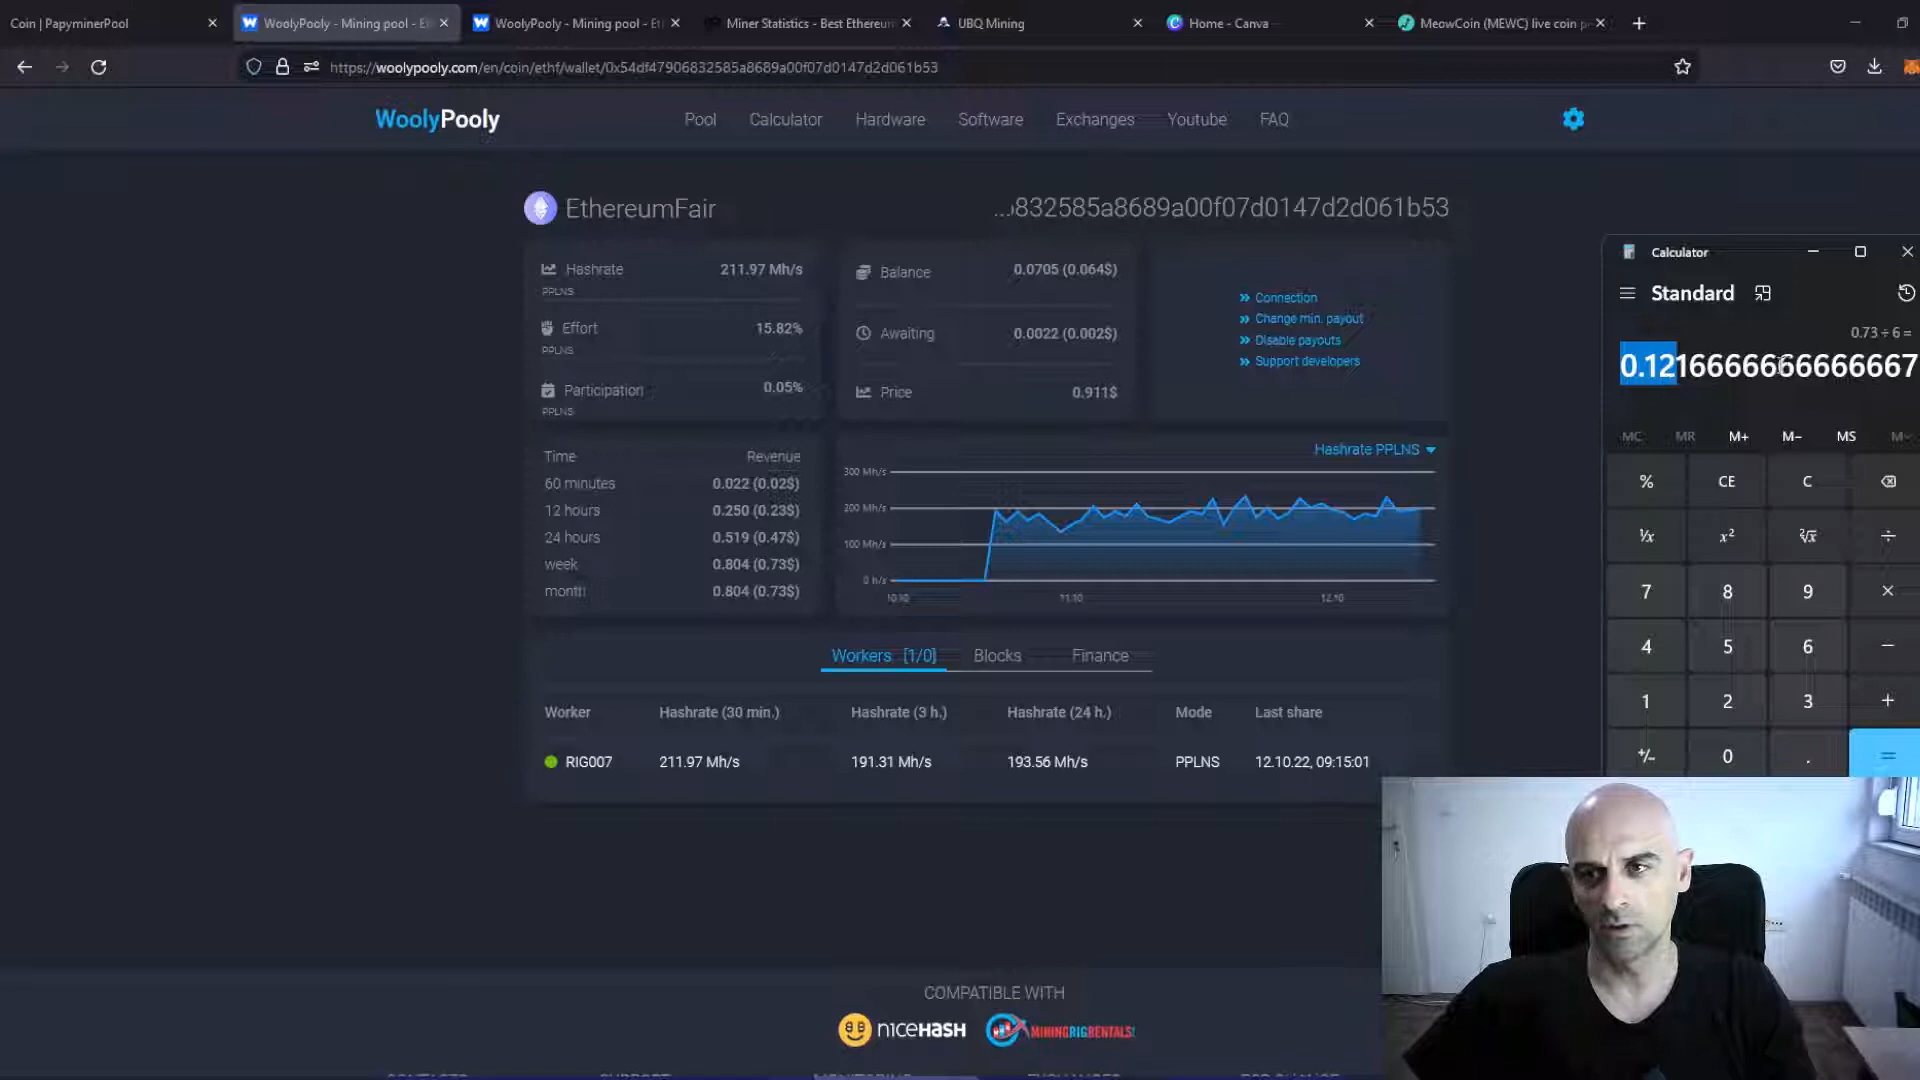 Coin | PapyminerPool
WoolyPooly - Mining pool - Et
WoolyPooly - Mining pool - Et
Miner Statistics - Best Ethereum
UBQ Mining
Home - Canva
MeowCoin (MEWC) live coin p
https://woolypooly.com/en/coin/ethf/wallet/0x54df47906832585a8689a00f07d0147d2d061b53
WoolyPooly
Pool Calculator Hardware Software Exchanges Youtube FAQ
EthereumFair
...832585a8689a00f07d0147d2d061b53
Hashrate 211.97 Mh/s
PPLNS
Effort 15.82%
PPLNS
Participation 0.05%
PPLNS
Balance 0.0705 (0.064$)
Awaiting 0.0022 (0.002$)
Price 0.911$
Connection
Change min. payout
Disable payouts
Support developers
Time Revenue
60 minutes 0.022 (0.02$)
12 hours 0.250 (0.23$)
24 hours 0.519 (0.47$)
week 0.804 (0.73$)
month 0.804 (0.73$)
Hashrate PPLNS
300 Mh/s
200 Mh/s
100 Mh/s
0 h/s
10.10 11.10 12.10
Workers [1/0] Blocks Finance
Worker Hashrate (30 min.) Hashrate (3 h.) Hashrate (24 h.) Mode Last share
RIG007 211.97 Mh/s 191.31 Mh/s 193.56 Mh/s PPLNS 12.10.22, 09:15:01
COMPATIBLE WITH
NICEHASH
MININGRIGRENTALS!
Calculator
Standard
0.73 ÷ 6 =
0.1216666666666667
MC MR M+ M− MS
% CE C
¹/x x² ²√x ÷
7 8 9 ×
4 5 6 −
1 2 3 +
+/− 0 . =